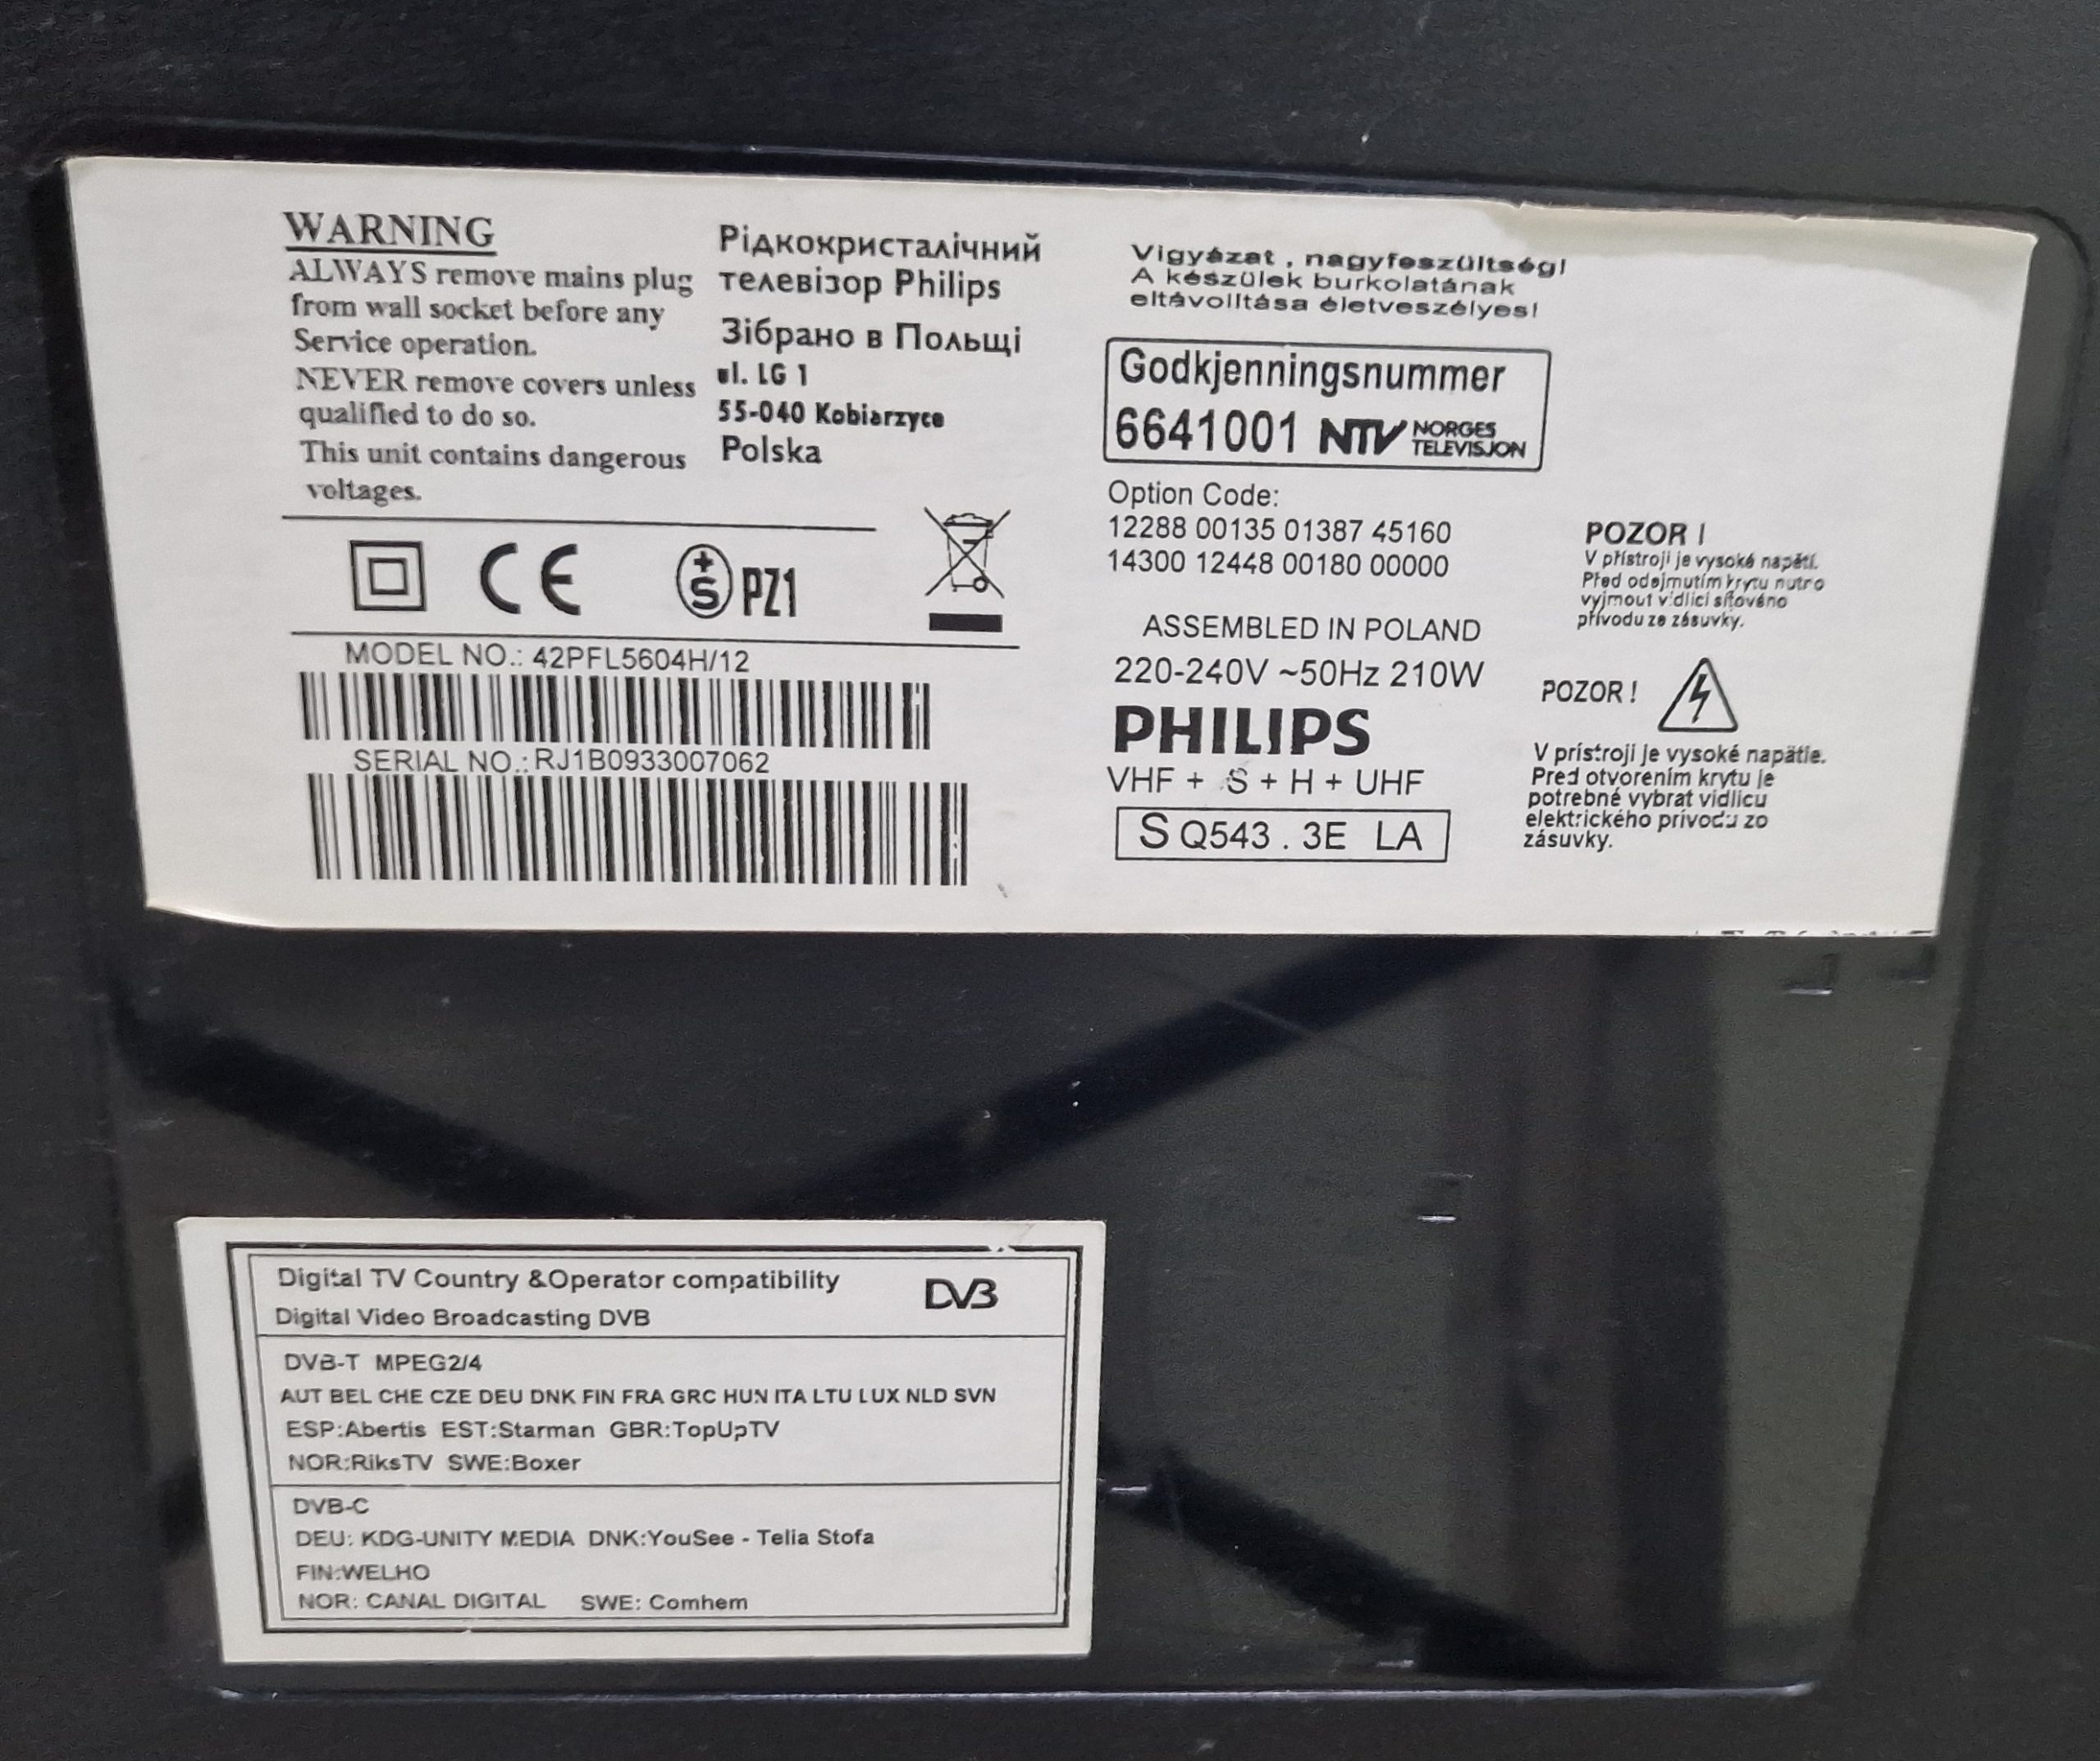 WARNING
ALWAYS remove mains plug
from wall socket before any
Service operation.
NEVER remove covers unless
qualified to do so.
This unit contains dangerous
voltages.
Рідкокристалічний
телевізор Philips
Зібрано в Польщі
ul. LG 1
55-040 Kobiarzyce
Polska
CE
+S PZ1
MODEL NO.: 42PFL5604H/12
SERIAL NO.: RJ1B0933007062
Vigyázat , nagyfeszültség!
A készülek burkolatának
eltávolítása életveszélyes!
Godkjenningsnummer
6641001 NTV NORGES
TELEVISJON
Option Code:
12288 00135 01387 45160
14300 12448 00180 00000
ASSEMBLED IN POLAND
220-240V ~50Hz 210W
PHILIPS
VHF + S + H + UHF
S Q543 . 3E LA
POZOR !
V přístroji je vysoké napětí.
Před odejmutím krytu nutno
vyjmout vidlici síťového
přívodu ze zásuvky.
POZOR !
V prístroji je vysoké napätie.
Pred otvorením krytu je
potrebné vybrat vidlicu
elektrického prívodu zo
zásuvky.
Digital TV Country &Operator compatibility
DVB
Digital Video Broadcasting DVB
DVB-T MPEG2/4
AUT BEL CHE CZE DEU DNK FIN FRA GRC HUN ITA LTU LUX NLD SVN
ESP:Abertis EST:Starman GBR:TopUpTV
NOR:RiksTV SWE:Boxer
DVB-C
DEU: KDG-UNITY MEDIA DNK:YouSee - Telia Stofa
FIN:WELHO
NOR: CANAL DIGITAL SWE: Comhem